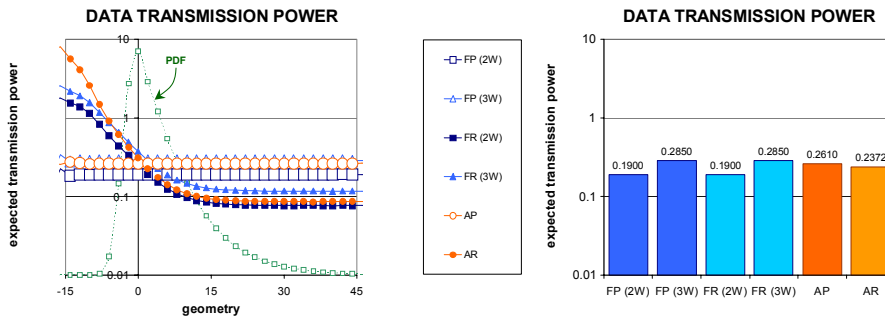 DATA TRANSMISSION POWER
expected transmission power
10
1
0.1
0.01
-15
0
15
30
45
geometry
PDF
FP (2W)
FP (3W)
FR (2W)
FR (3W)
AP
AR
DATA TRANSMISSION POWER
expected transmission power
10
1
0.1
0.01
0.1900
0.2850
0.1900
0.2850
0.2610
0.2372
FP (2W)
FP (3W)
FR (2W)
FR (3W)
AP
AR